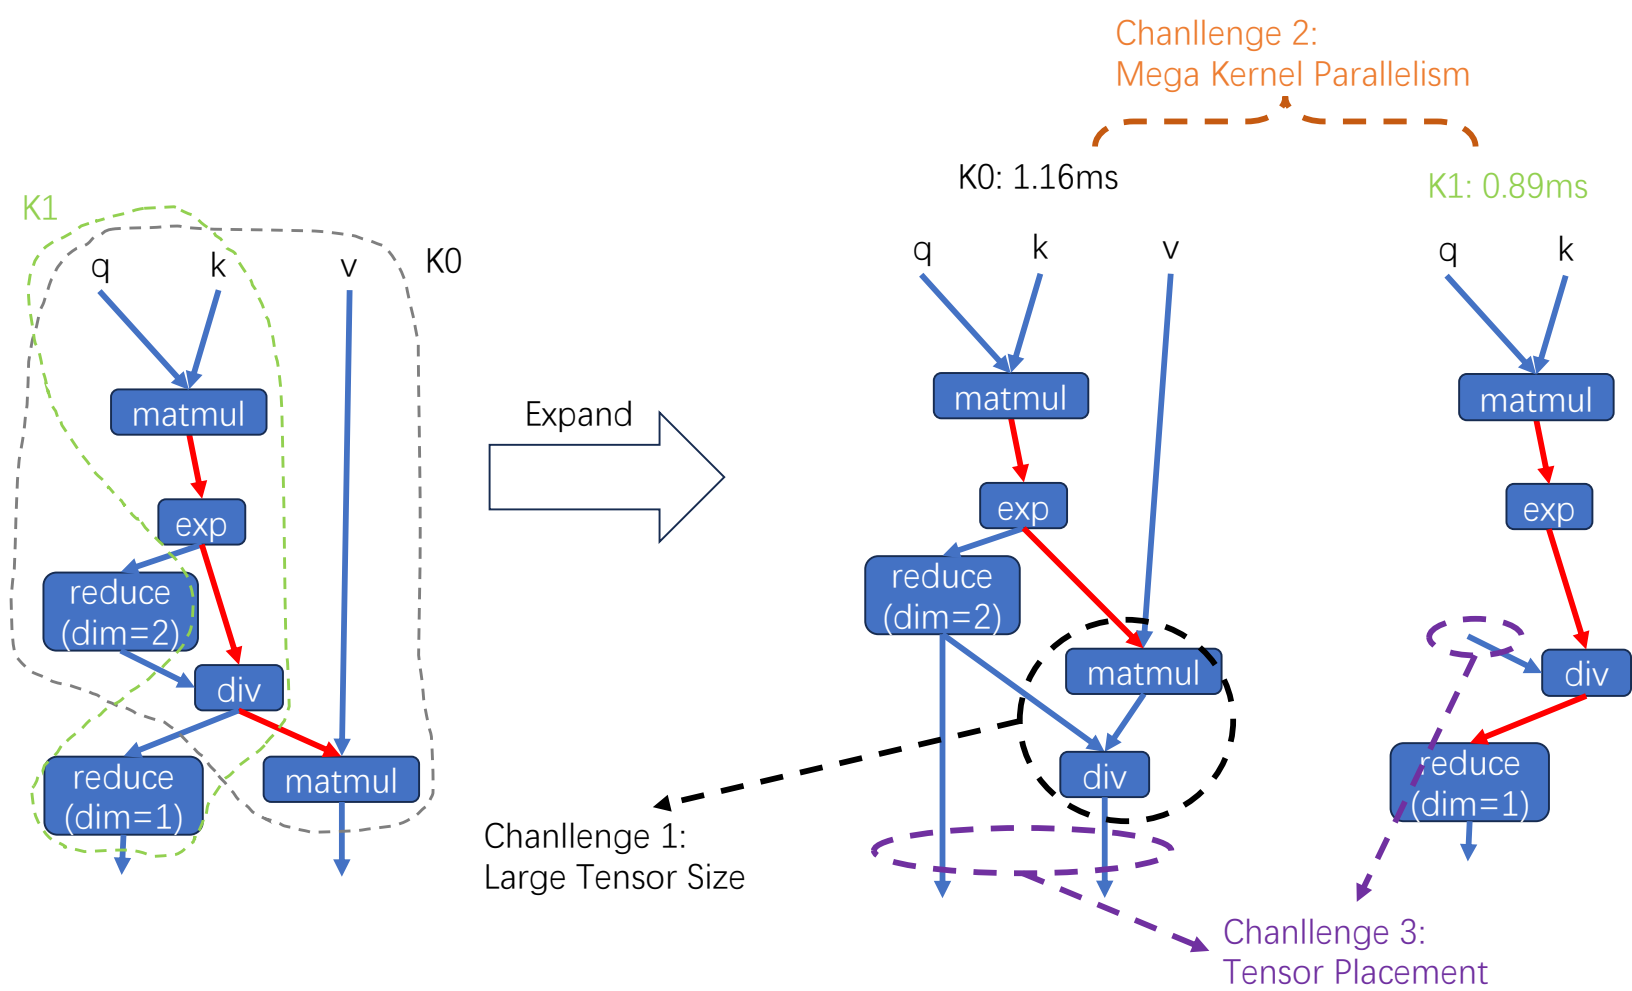 Chanllenge 2:
Mega Kernel Parallelism
K0: 1.16ms
K1: 0.89ms
K1
K0
q
k
v
matmul
exp
reduce
(dim=2)
div
reduce
(dim=1)
matmul
Expand
q
k
v
matmul
exp
reduce
(dim=2)
matmul
div
Chanllenge 1:
Large Tensor Size
q
k
matmul
exp
div
reduce
(dim=1)
Chanllenge 3:
Tensor Placement